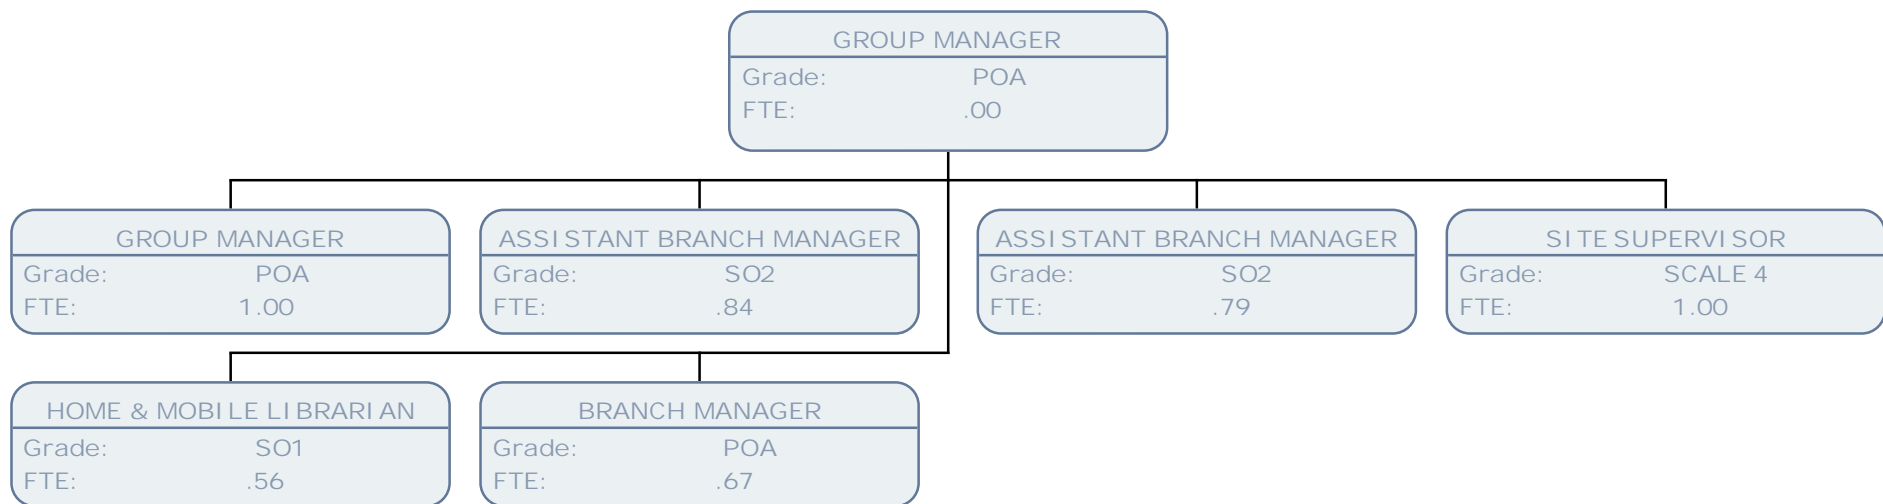 GROUP MANAGER
Grade: POA
FTE: .00
GROUP MANAGER
Grade: POA
FTE: 1.00
ASSISTANT BRANCH MANAGER
Grade: SO2
FTE: .84
ASSISTANT BRANCH MANAGER
Grade: SO2
FTE: .79
SITE SUPERVISOR
Grade: SCALE 4
FTE: 1.00
HOME & MOBILE LIBRARIAN
Grade: SO1
FTE: .56
BRANCH MANAGER
Grade: POA
FTE: .67